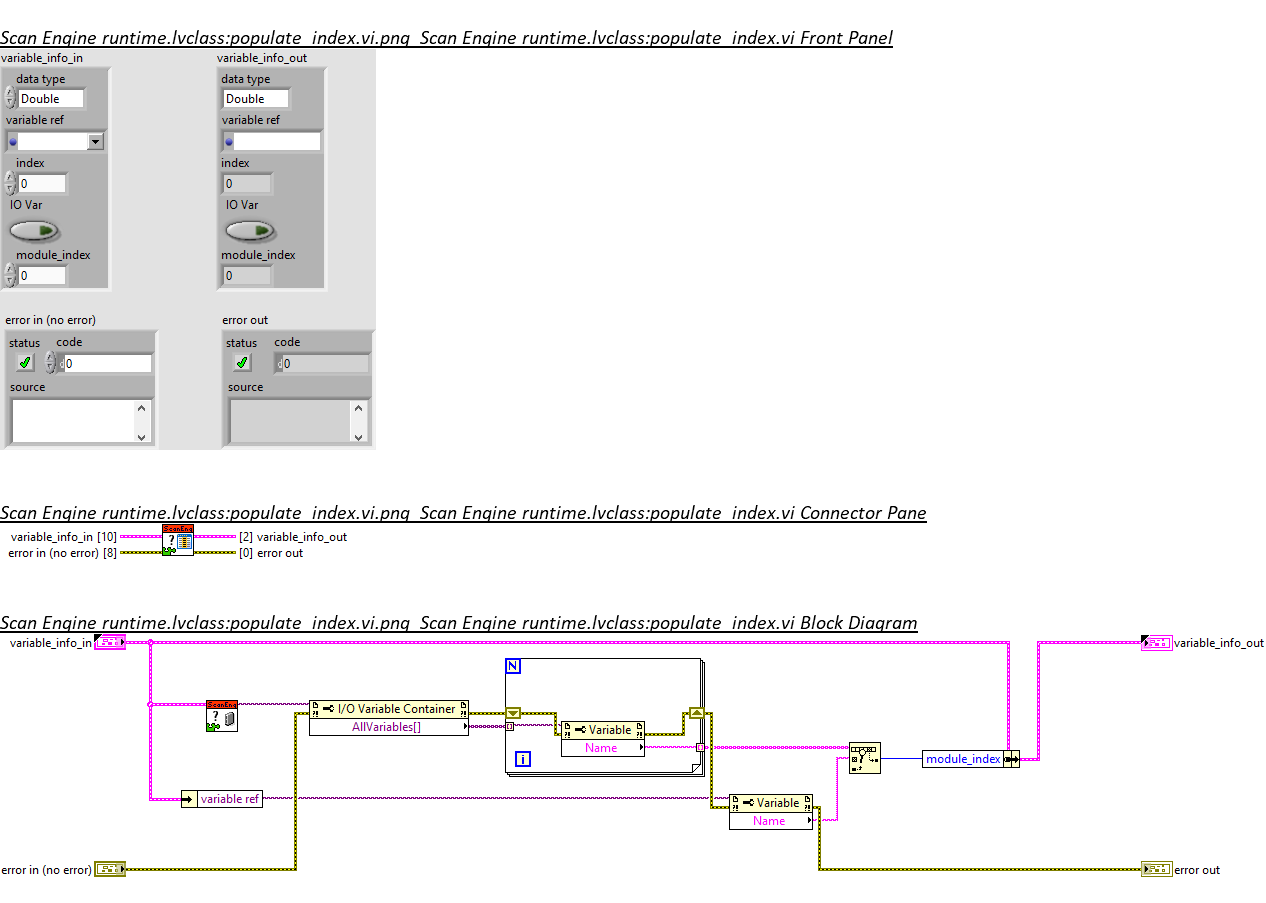 Scan Engine runtime.lvclass:populate_index.vi.png Scan Engine runtime.lvclass:populate_index.vi Front Panel
variable_info_in
variable_info_out
data type
data type
Double
Double
variable ref
variable ref
index
index
0
0
IO Var
IO Var
module_index
module_index
0
0
error in (no error)
error out
status code
status code
0
0
source
source
Scan Engine runtime.lvclass:populate_index.vi.png Scan Engine runtime.lvclass:populate_index.vi Connector Pane
ScanEng
variable_info_in [10]
[2] variable_info_out
?
error in (no error) [8]
[0] error out
Scan Engine runtime.lvclass:populate_index.vi.png Scan Engine runtime.lvclass:populate_index.vi Block Diagram
variable_info_in
variable_info_out
N
ScanEng
?
I/O Variable Container
AllVariables[]
Variable
Name
i
module_index
variable ref
Variable
Name
error in (no error)
error out